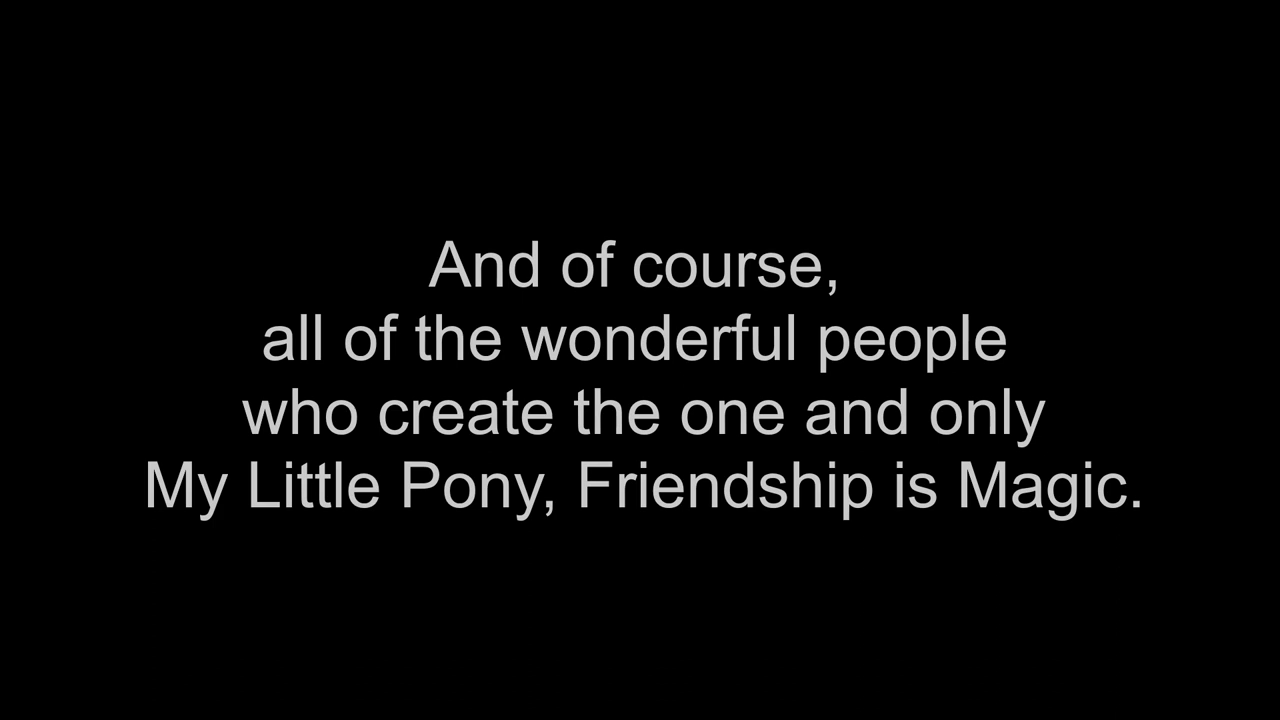 And of course,
all of the wonderful people
who create the one and only
My Little Pony, Friendship is Magic.